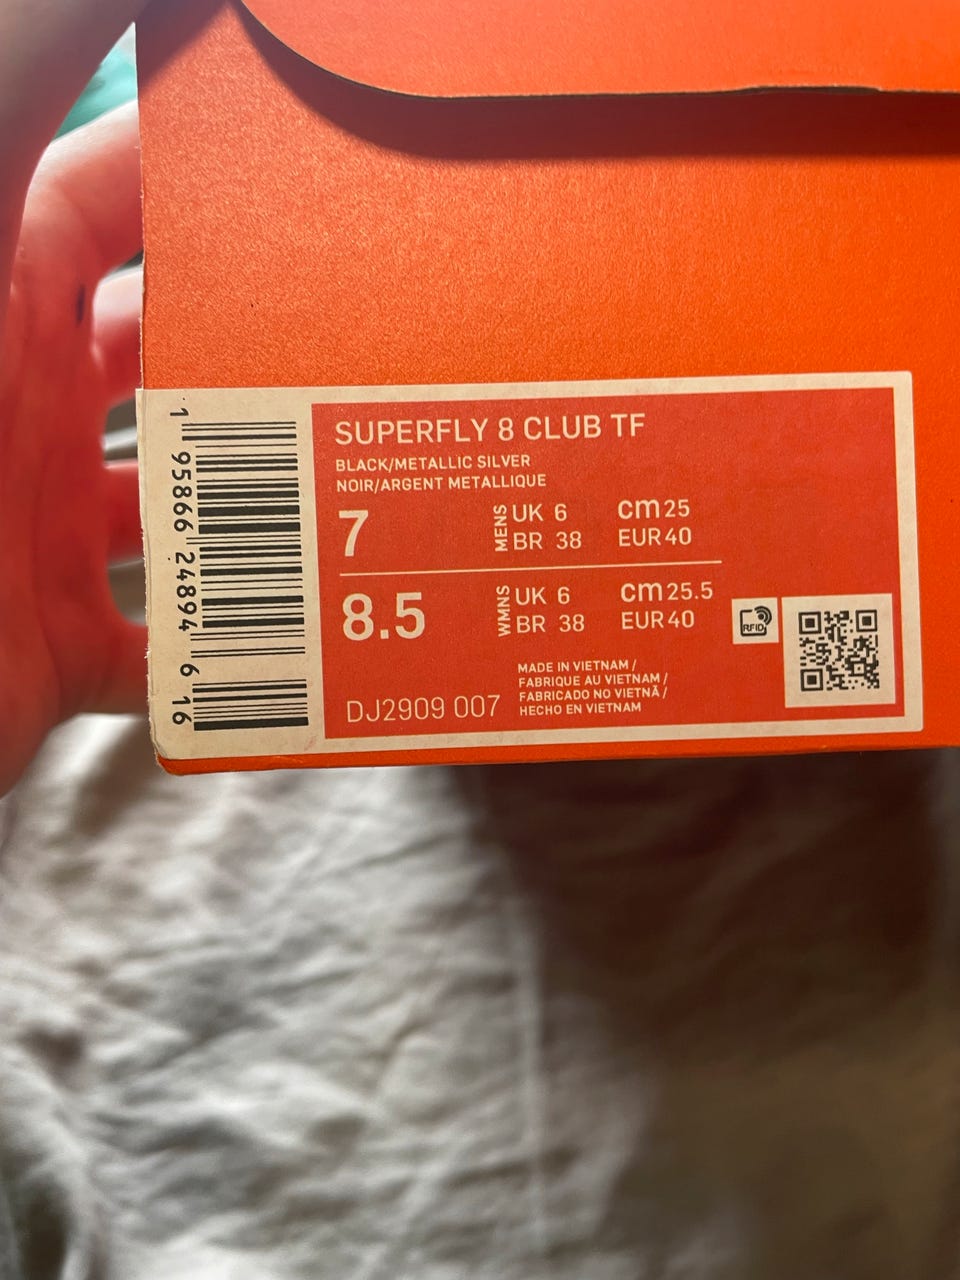 SUPERFLY 8 CLUB TF
BLACK/METALLIC SILVER
NOIR/ARGENT METALLIQUE
7 MENS UK 6 cm 25
BR 38 EUR 40
8.5 WMNS UK 6 cm 25.5
BR 38 EUR 40
RFID
MADE IN VIETNAM /
FABRIQUE AU VIETNAM /
FABRICADO NO VIETNÃ /
HECHO EN VIETNAM
DJ2909 007
1 95866 24894 6 16